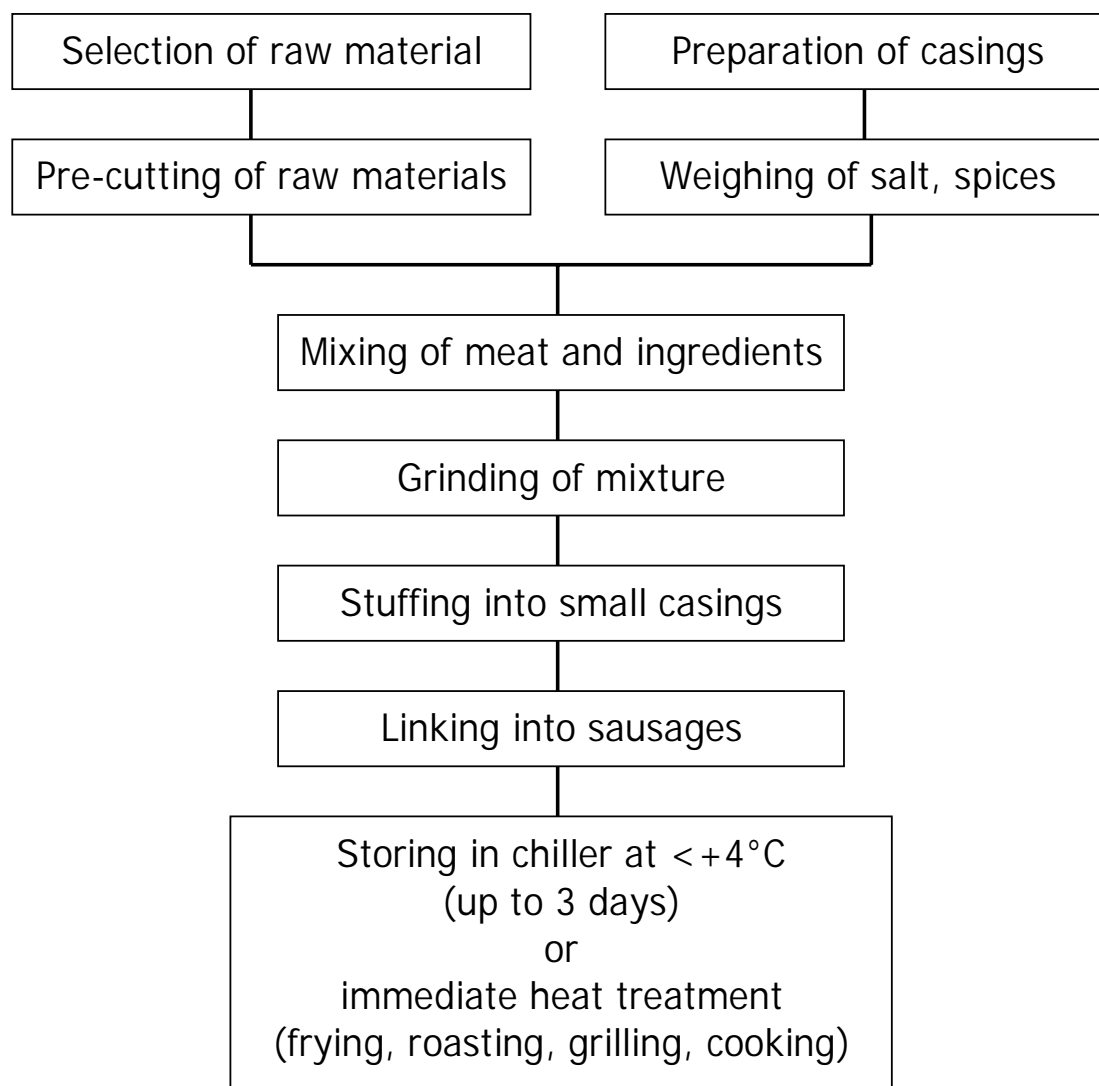 Selection of raw material
Preparation of casings
Pre-cutting of raw materials
Weighing of salt, spices
Mixing of meat and ingredients
Grinding of mixture
Stuffing into small casings
Linking into sausages
Storing in chiller at <+4°C
(up to 3 days)
or
immediate heat treatment
(frying, roasting, grilling, cooking)